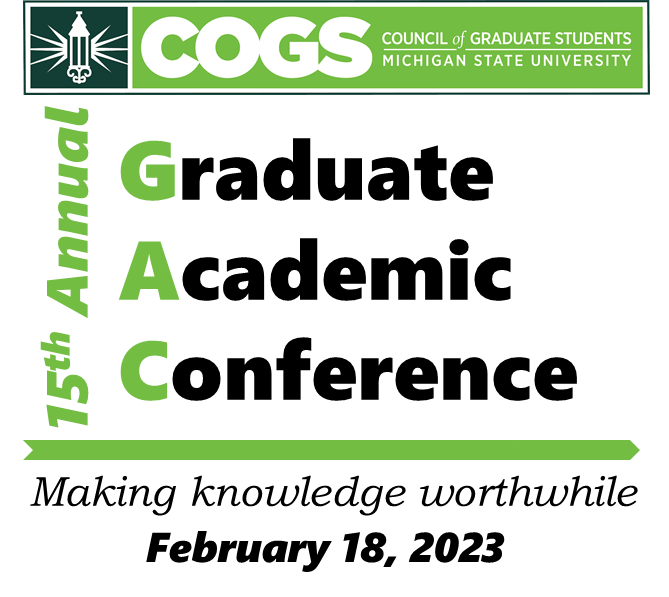 COGS
COUNCIL of GRADUATE STUDENTS
MICHIGAN STATE UNIVERSITY
15th Annual
Graduate
Academic
Conference
Making knowledge worthwhile
February 18, 2023